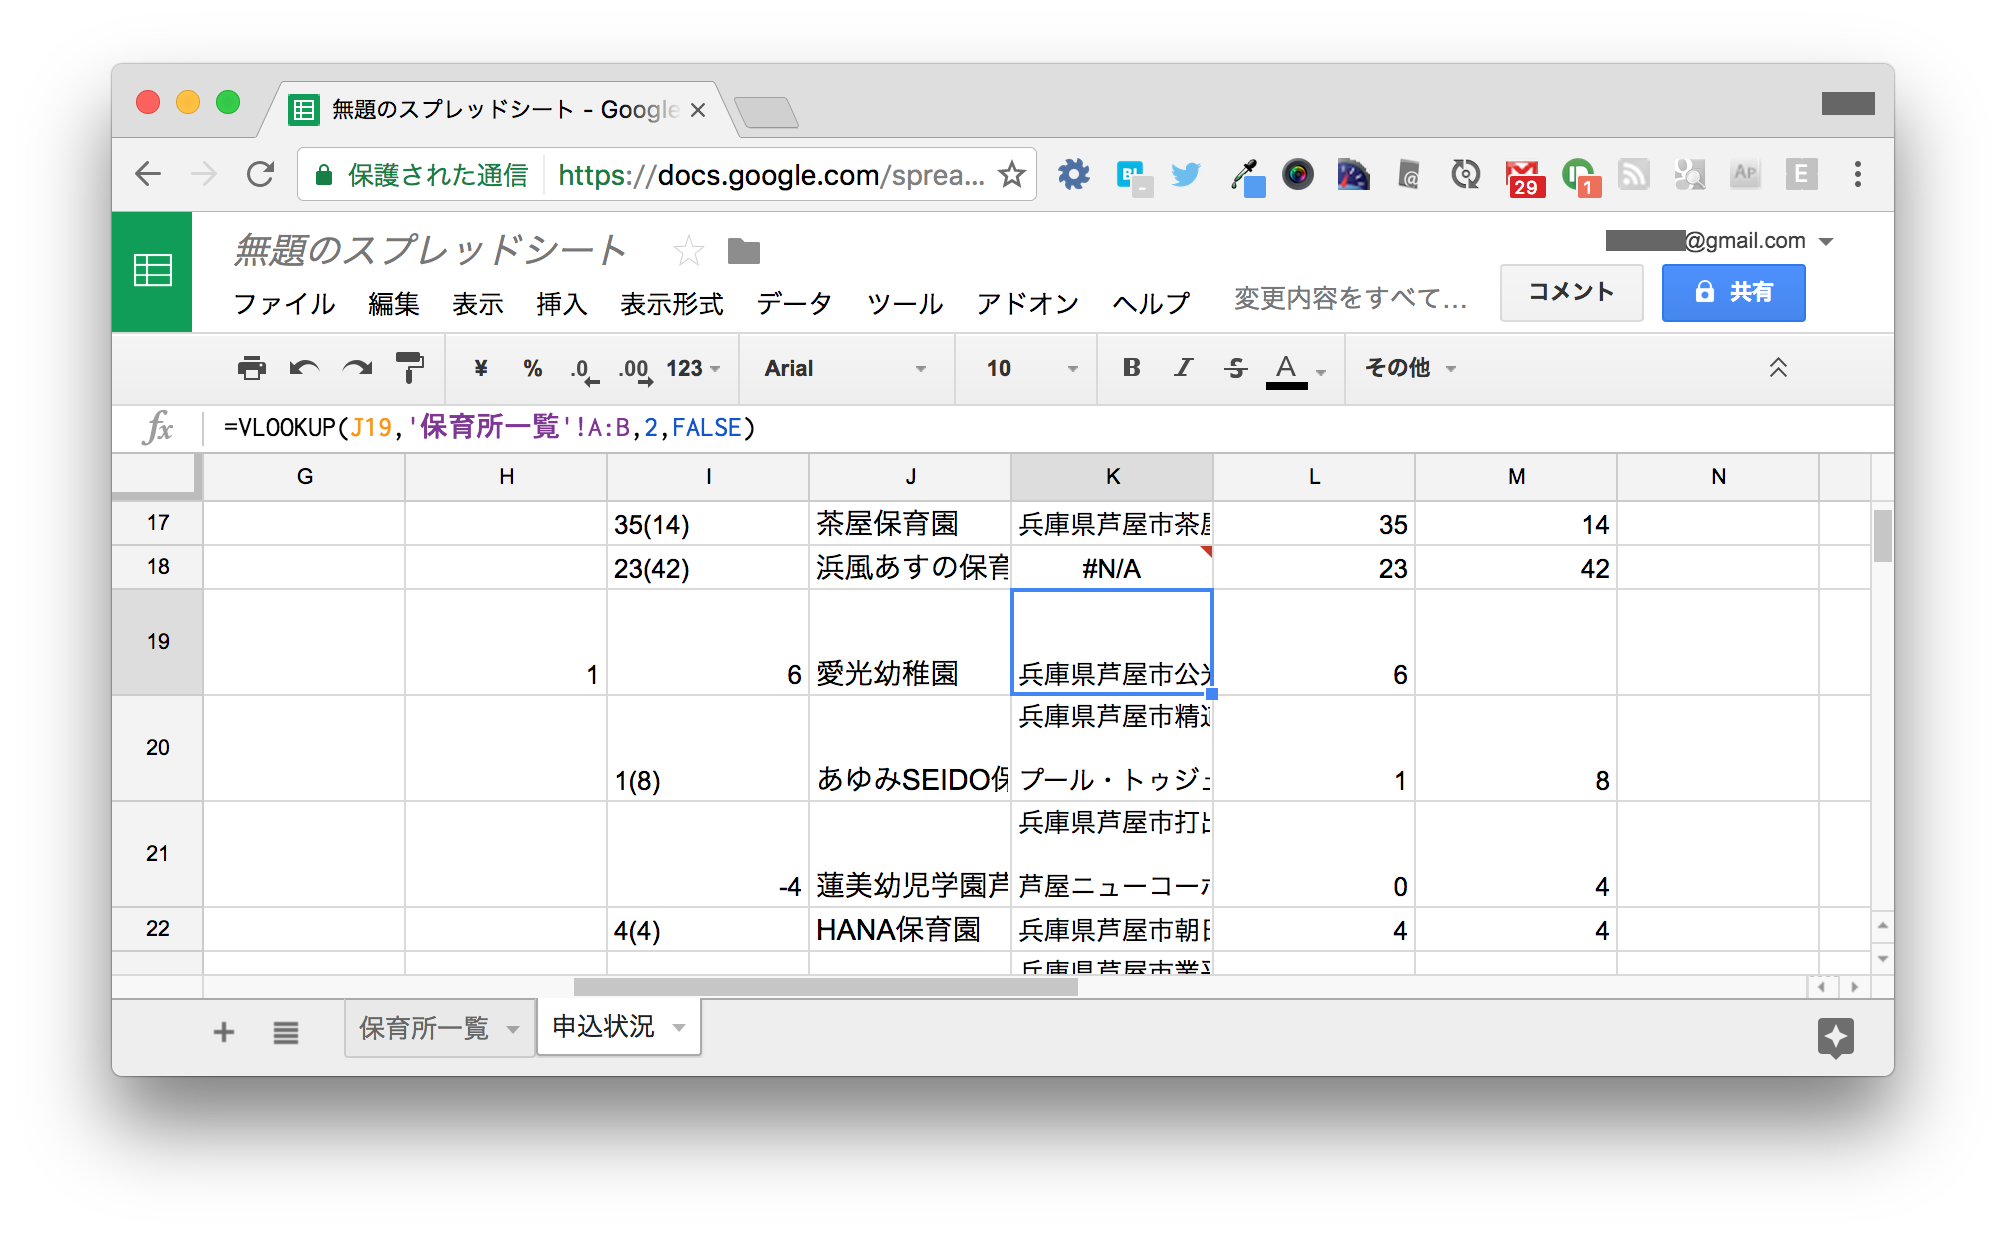 無題のスプレッドシート - Google
保護された通信 https://docs.google.com/sprea...
B! - @ 29 1 AP E
無題のスプレッドシート @gmail.com
ファイル 編集 表示 挿入 表示形式 データ ツール アドオン ヘルプ 変更内容をすべて... コメント 共有
¥ % .0 .00 123 Arial 10 B I S A その他
fx =VLOOKUP(J19,'保育所一覧'!A:B,2,FALSE)
G H I J K L M N
17 35(14) 茶屋保育園 兵庫県芦屋市茶 35 14
18 23(42) 浜風あすの保育 #N/A 23 42
19 1 6 愛光幼稚園 兵庫県芦屋市公 6
兵庫県芦屋市精
20 1(8) あゆみSEIDO保 プール・トゥジ 1 8
兵庫県芦屋市打
21 -4 蓮美幼児学園芦 芦屋ニューコー 0 4
22 4(4) HANA保育園 兵庫県芦屋市朝 4 4
兵庫県芦屋市業
保育所一覧 申込状況